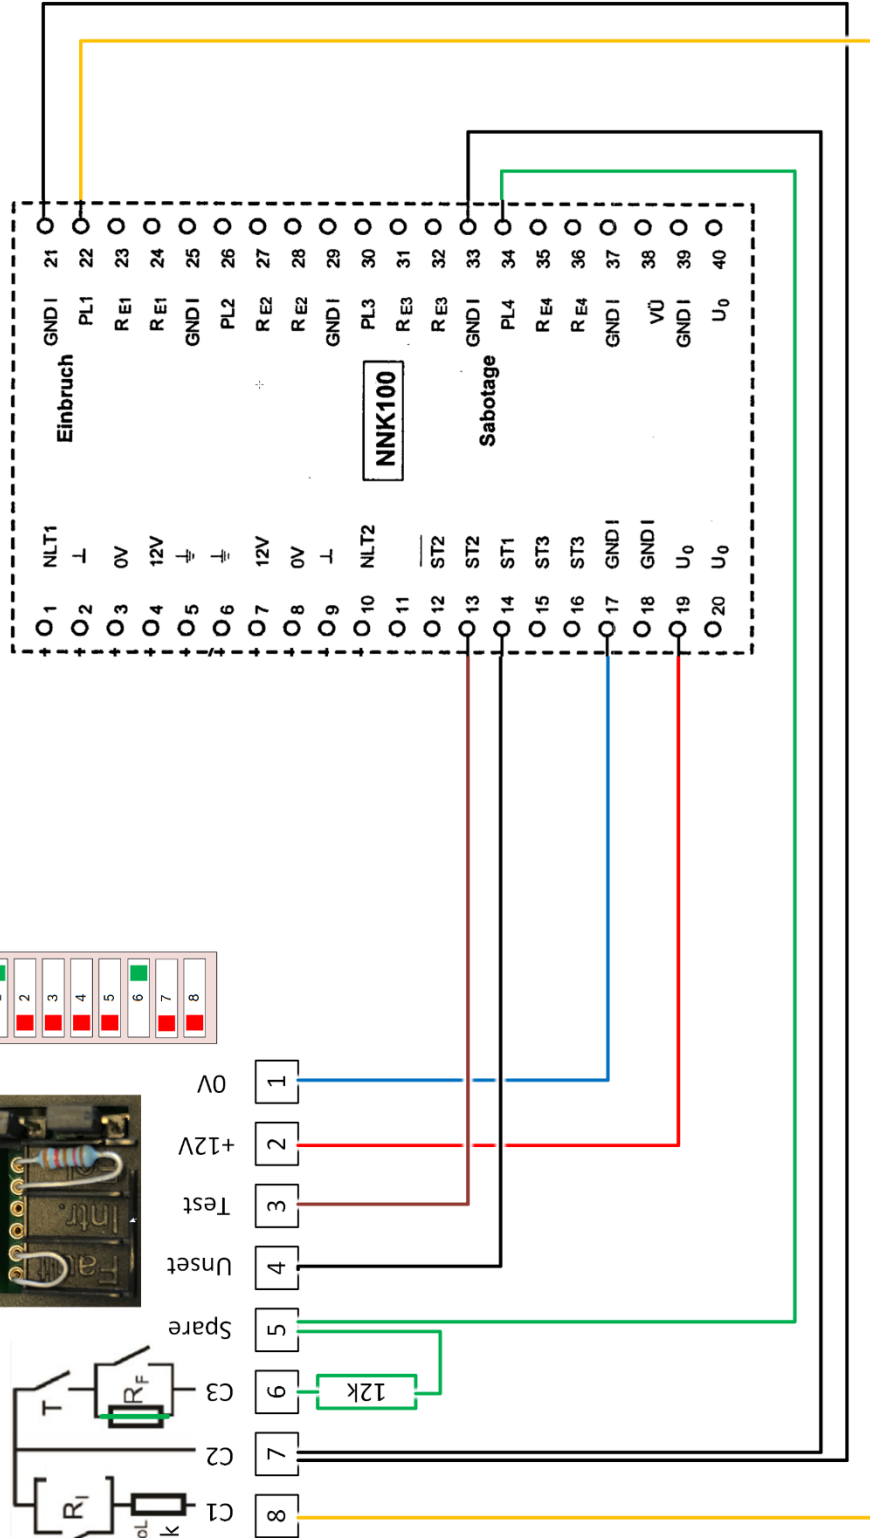 21 22 23 24 25 26 27 28 29 30 31 32 33 34 35 36 37 38 39 40
GND I
PL1
R E1
R E1
GND I
PL2
R E2
R E2
GND I
PL3
R E3
R E3
GND I
PL4
R E4
R E4
GND I
VÜ
GND I
U0
Einbruch
NNK100
Sabotage
NLT1
⊥
0V
12V
12V
0V
⊥
NLT2
ST2
ST2
ST1
ST3
ST3
GND I
GND I
U0
U0
1 2 3 4 5 6 7 8 9 10 11 12 13 14 15 16 17 18 19 20
2 3 4 5 6 7 8
0V 1
+12V 2
Test 3
Unset 4
Spare 5
C3 6
12k
C2 7
C1 8
Intr.
T
RF
RI
k